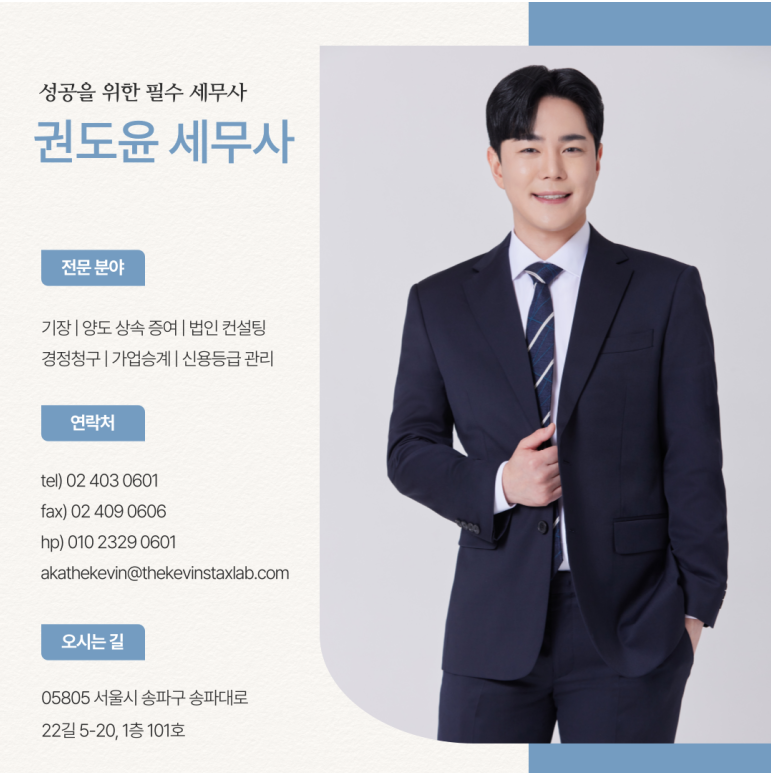 성공을 위한 필수 세무사
권도윤 세무사
전문 분야
기장 | 양도 상속 증여 | 법인 컨설팅
경정청구 | 가업승계 | 신용등급 관리
연락처
tel) 02 403 0601
fax) 02 409 0606
hp) 010 2329 0601
akathekevin@thekevinstaxlab.com
오시는 길
05805 서울시 송파구 송파대로
22길 5-20, 1층 101호